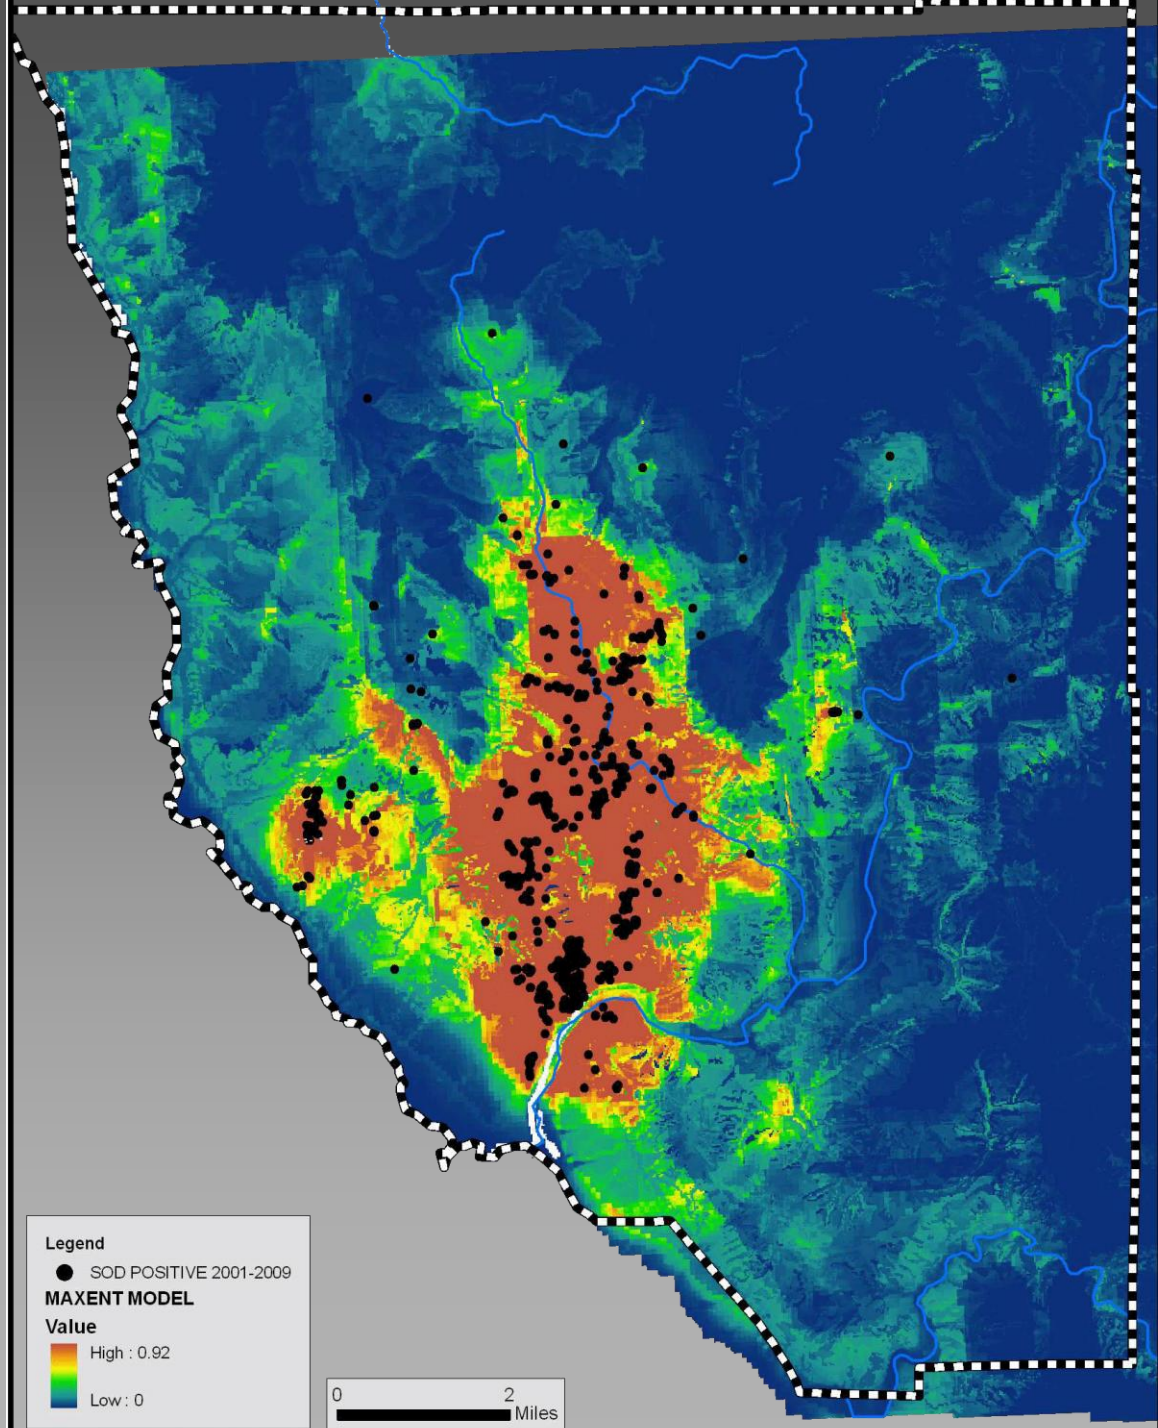 Legend
SOD POSITIVE 2001-2009
MAXENT MODEL
Value
High : 0.92
Low : 0
0 2
Miles